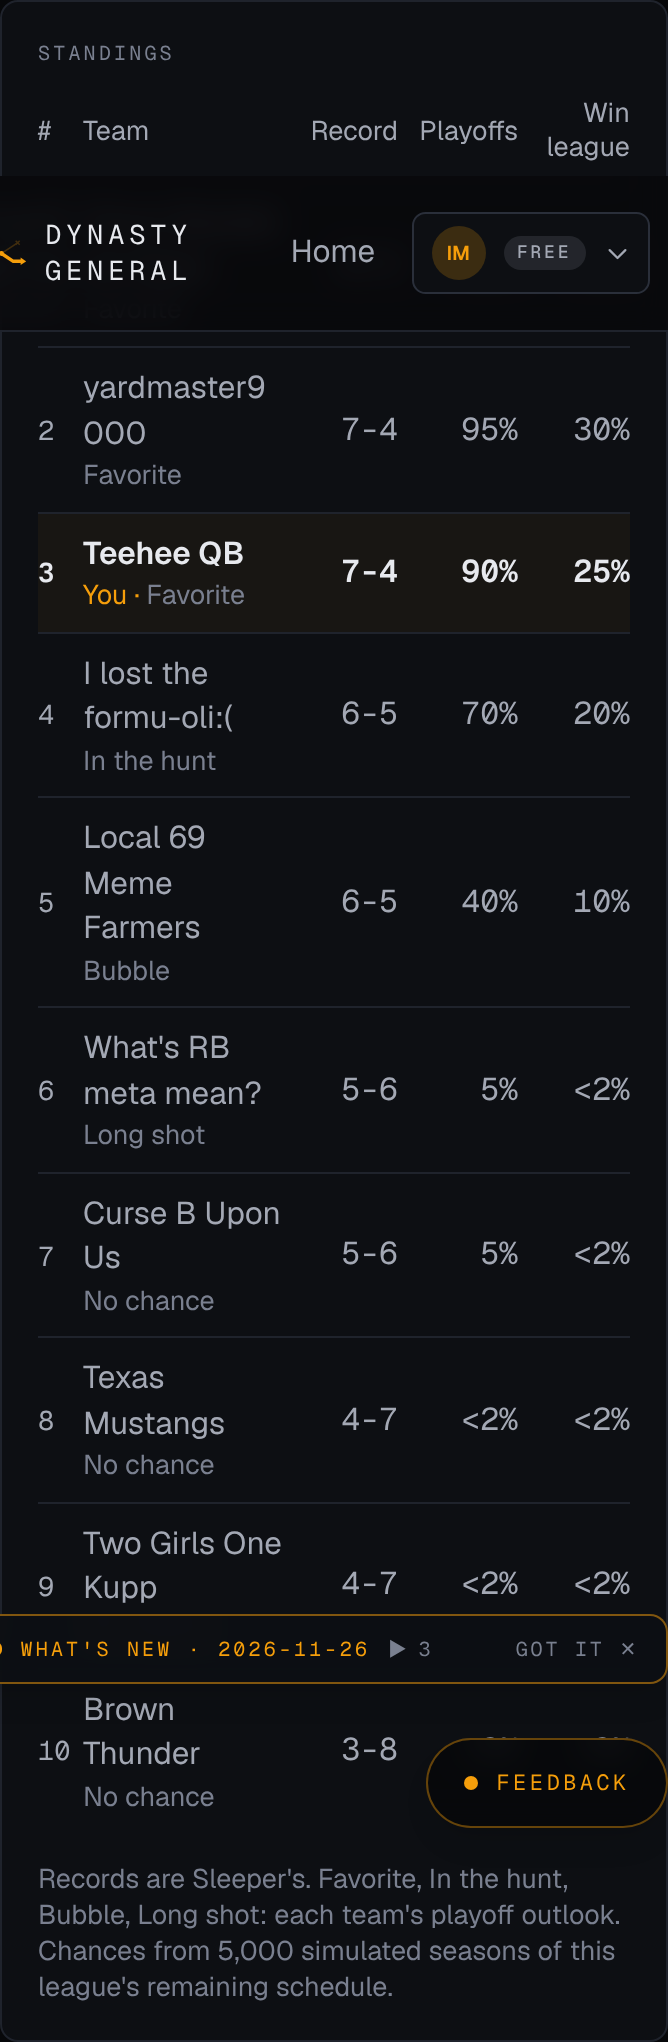 STANDINGS
# Team Record Playoffs Win league
DYNASTY GENERAL Home IM FREE
2 yardmaster9000 7-4 95% 30%
Favorite
3 Teehee QB 7-4 90% 25%
You · Favorite
4 I lost the formu-oli:( 6-5 70% 20%
In the hunt
5 Local 69 Meme Farmers 6-5 40% 10%
Bubble
6 What's RB meta mean? 5-6 5% <2%
Long shot
7 Curse B Upon Us 5-6 5% <2%
No chance
8 Texas Mustangs 4-7 <2% <2%
No chance
9 Two Girls One Kupp 4-7 <2% <2%
WHAT'S NEW · 2026-11-26 ▶ 3 GOT IT ×
10 Brown Thunder 3-8
No chance
FEEDBACK
Records are Sleeper's. Favorite, In the hunt,
Bubble, Long shot: each team's playoff outlook.
Chances from 5,000 simulated seasons of this
league's remaining schedule.